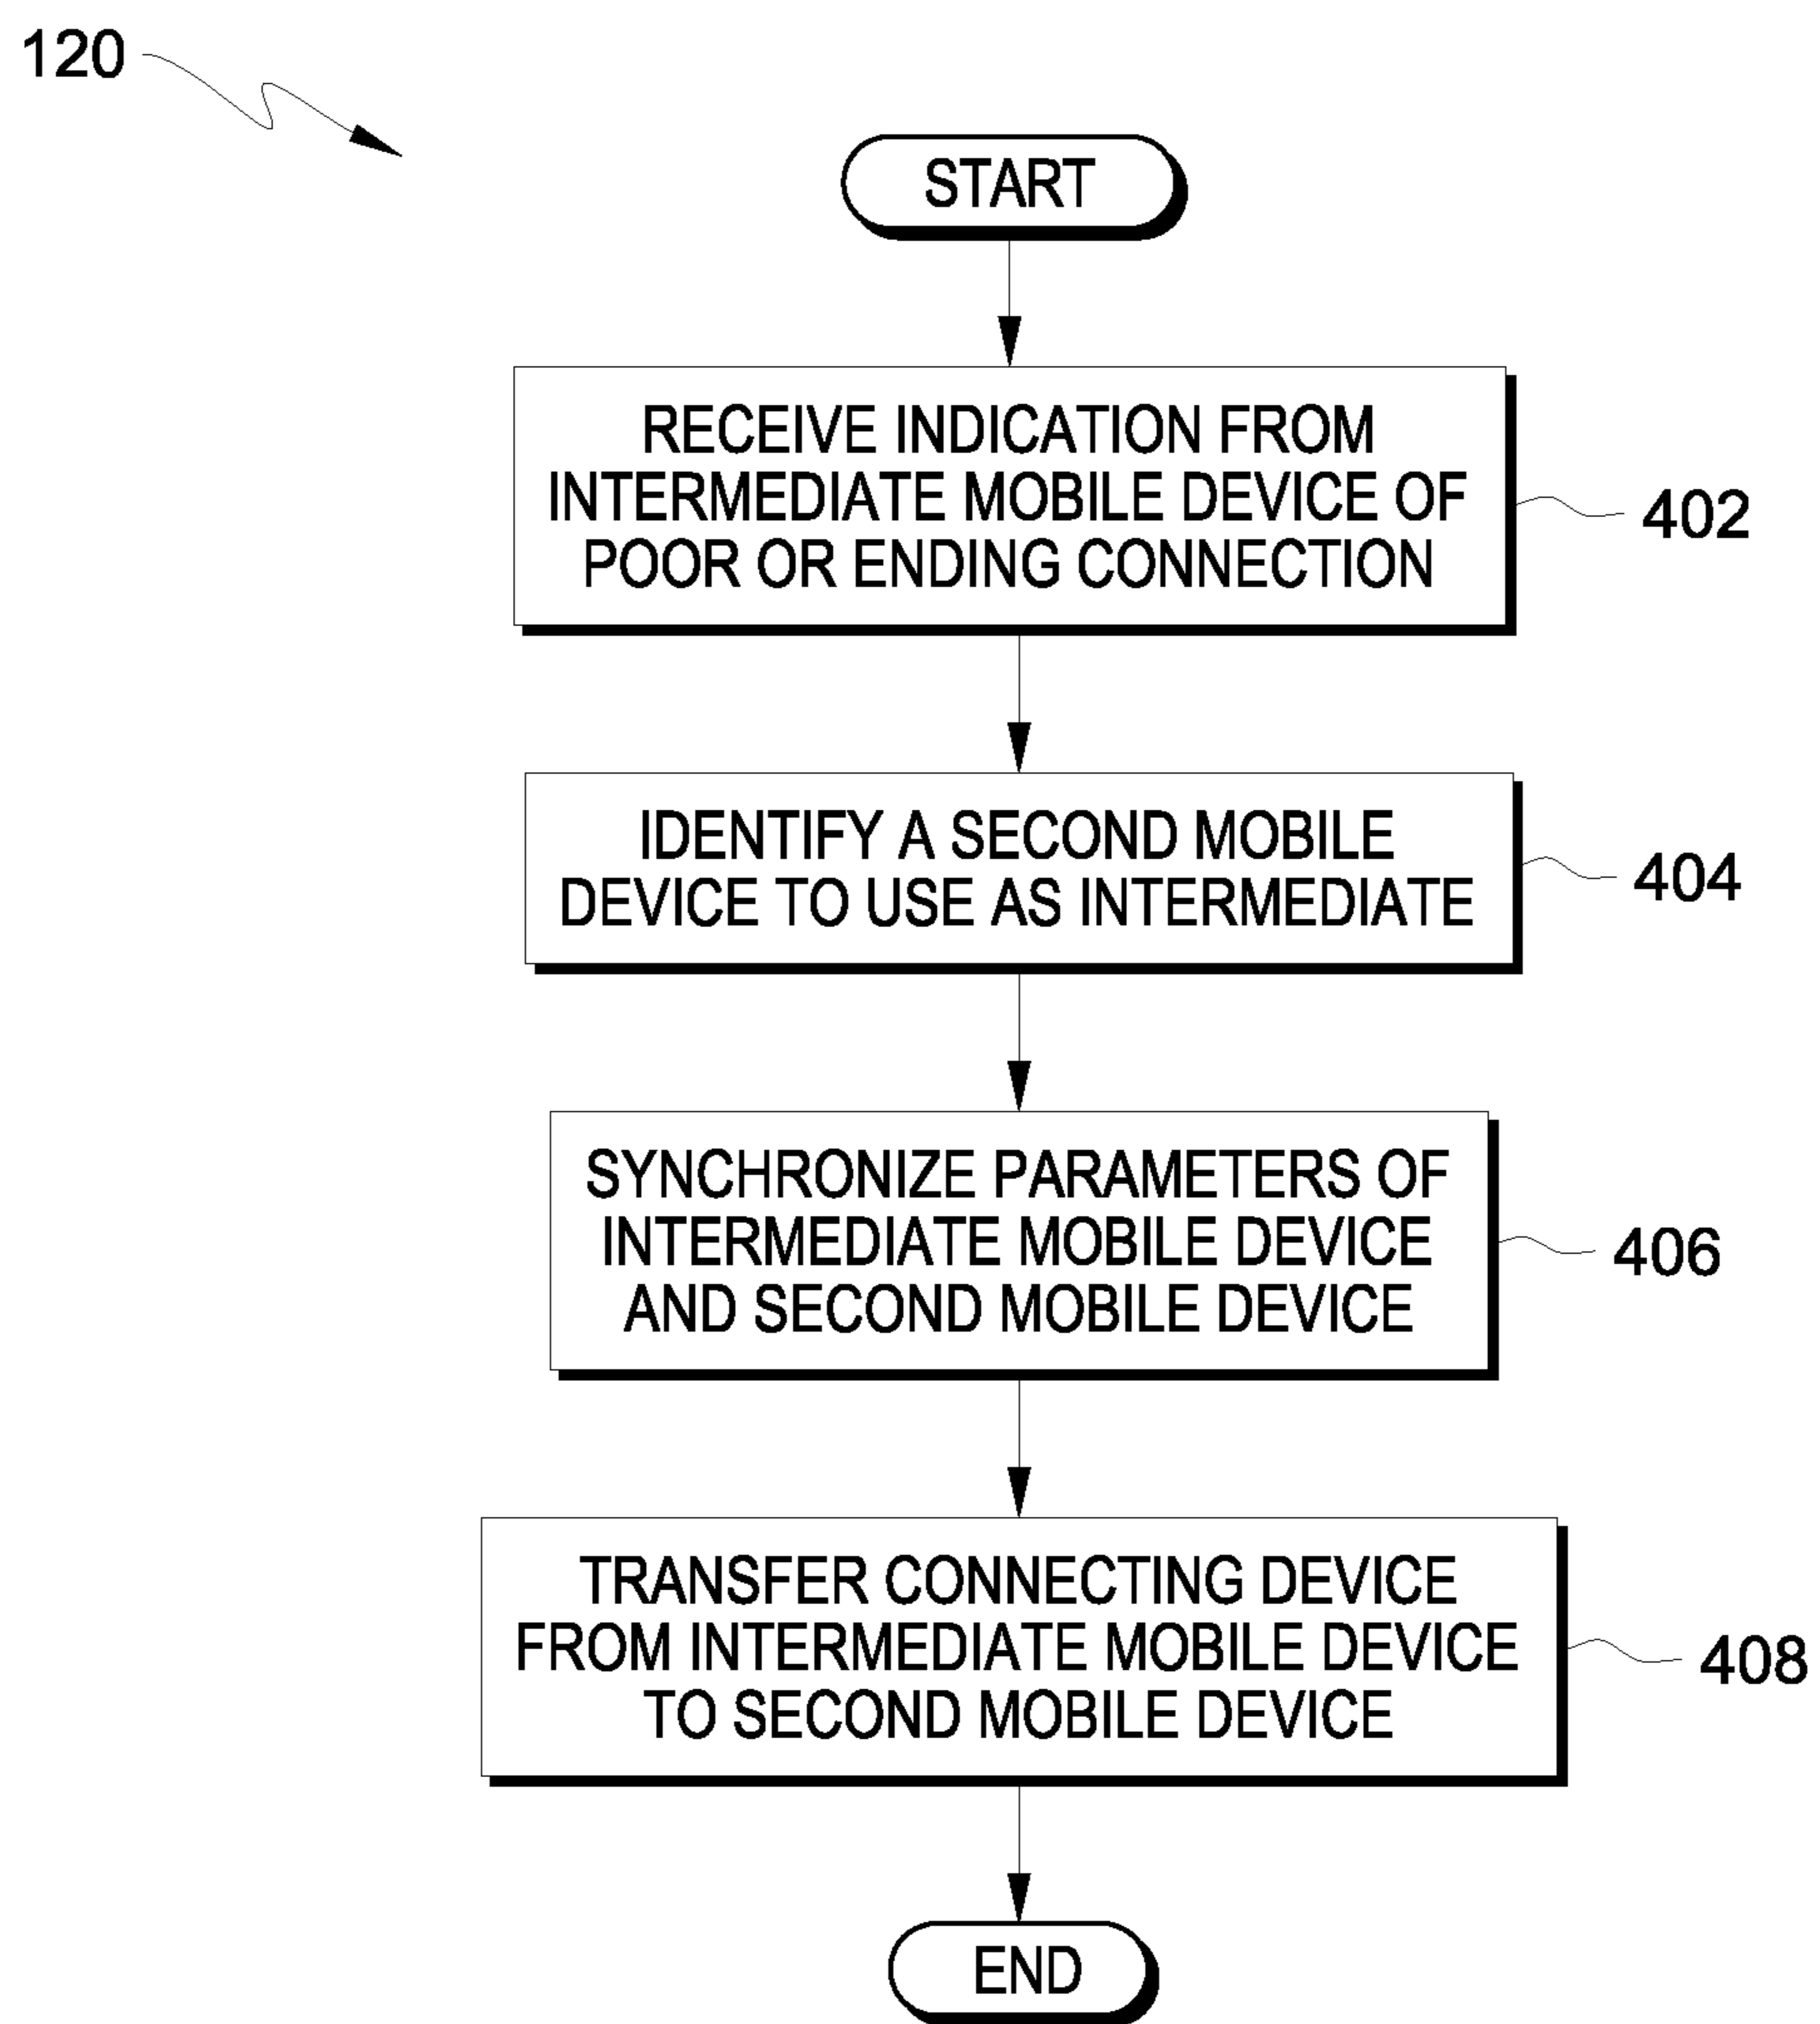 120
START
RECEIVE INDICATION FROM
INTERMEDIATE MOBILE DEVICE OF
POOR OR ENDING CONNECTION
402
IDENTIFY A SECOND MOBILE
DEVICE TO USE AS INTERMEDIATE
404
SYNCHRONIZE PARAMETERS OF
INTERMEDIATE MOBILE DEVICE
AND SECOND MOBILE DEVICE
406
TRANSFER CONNECTING DEVICE
FROM INTERMEDIATE MOBILE DEVICE
TO SECOND MOBILE DEVICE
408
END